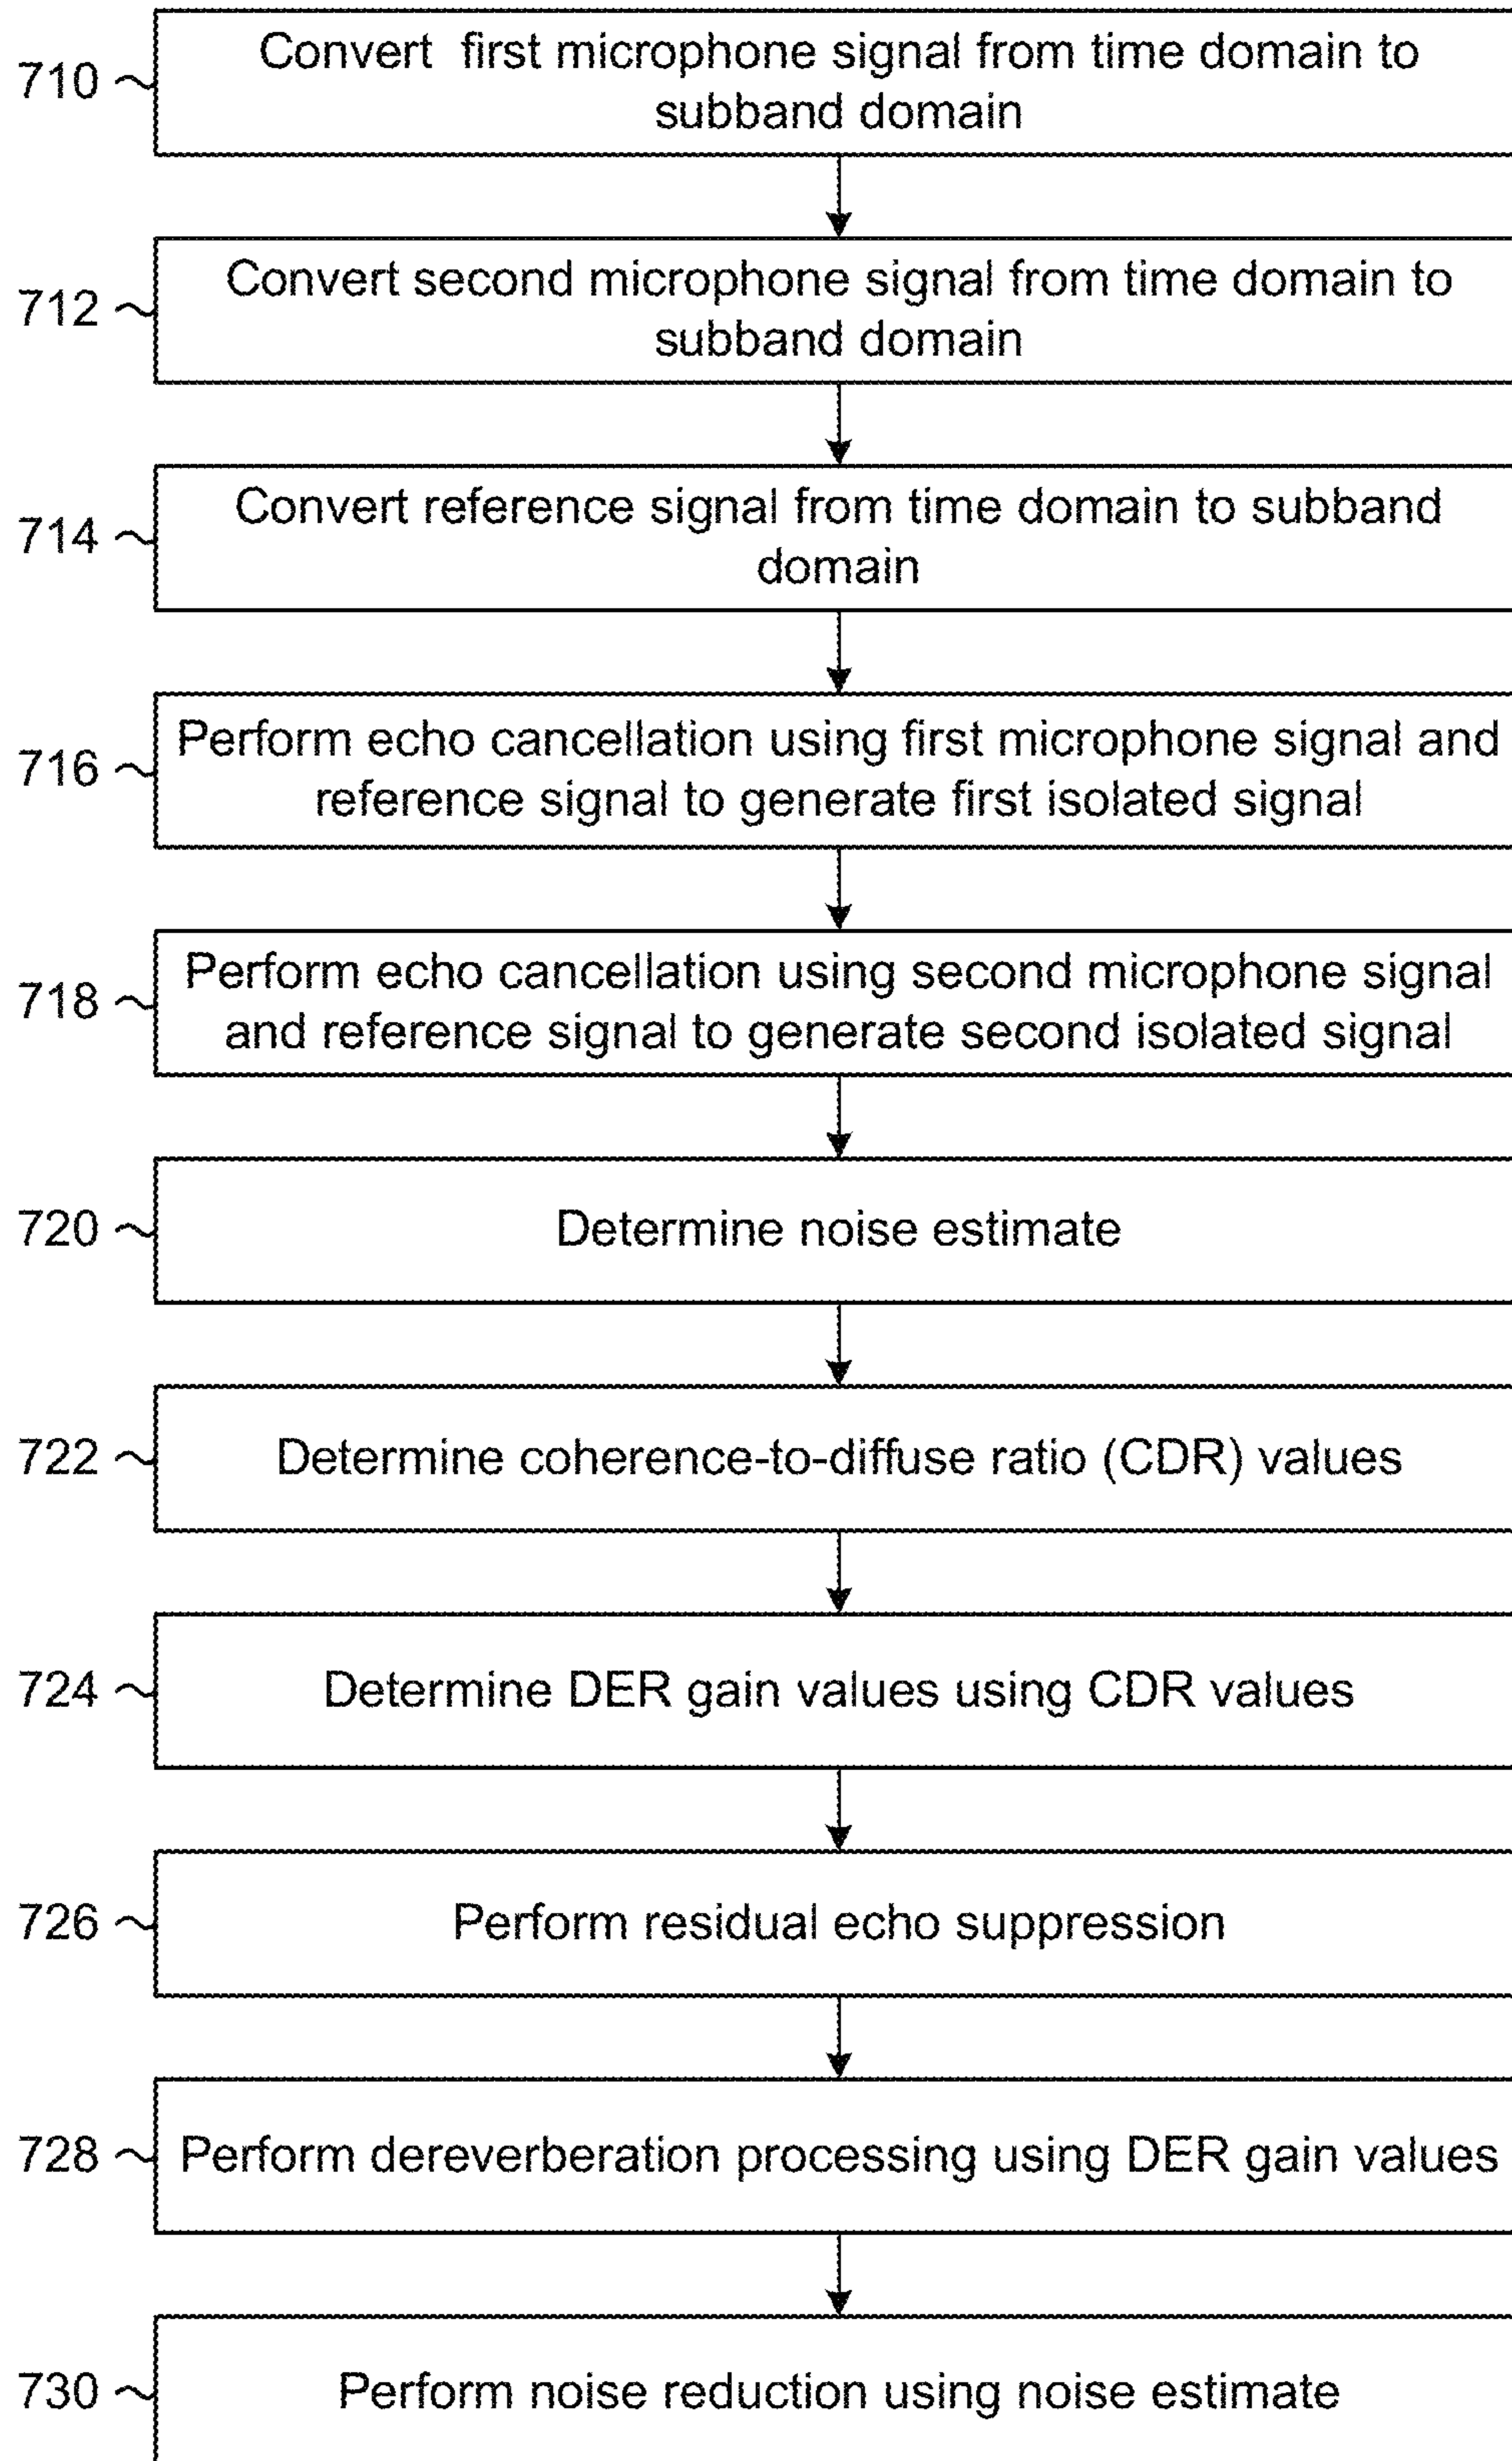 710
Convert first microphone signal from time domain to
subband domain
712
Convert second microphone signal from time domain to
subband domain
714
Convert reference signal from time domain to subband
domain
716
Perform echo cancellation using first microphone signal and
reference signal to generate first isolated signal
718
Perform echo cancellation using second microphone signal
and reference signal to generate second isolated signal
720
Determine noise estimate
722
Determine coherence-to-diffuse ratio (CDR) values
724
Determine DER gain values using CDR values
726
Perform residual echo suppression
728
Perform dereverberation processing using DER gain values
730
Perform noise reduction using noise estimate